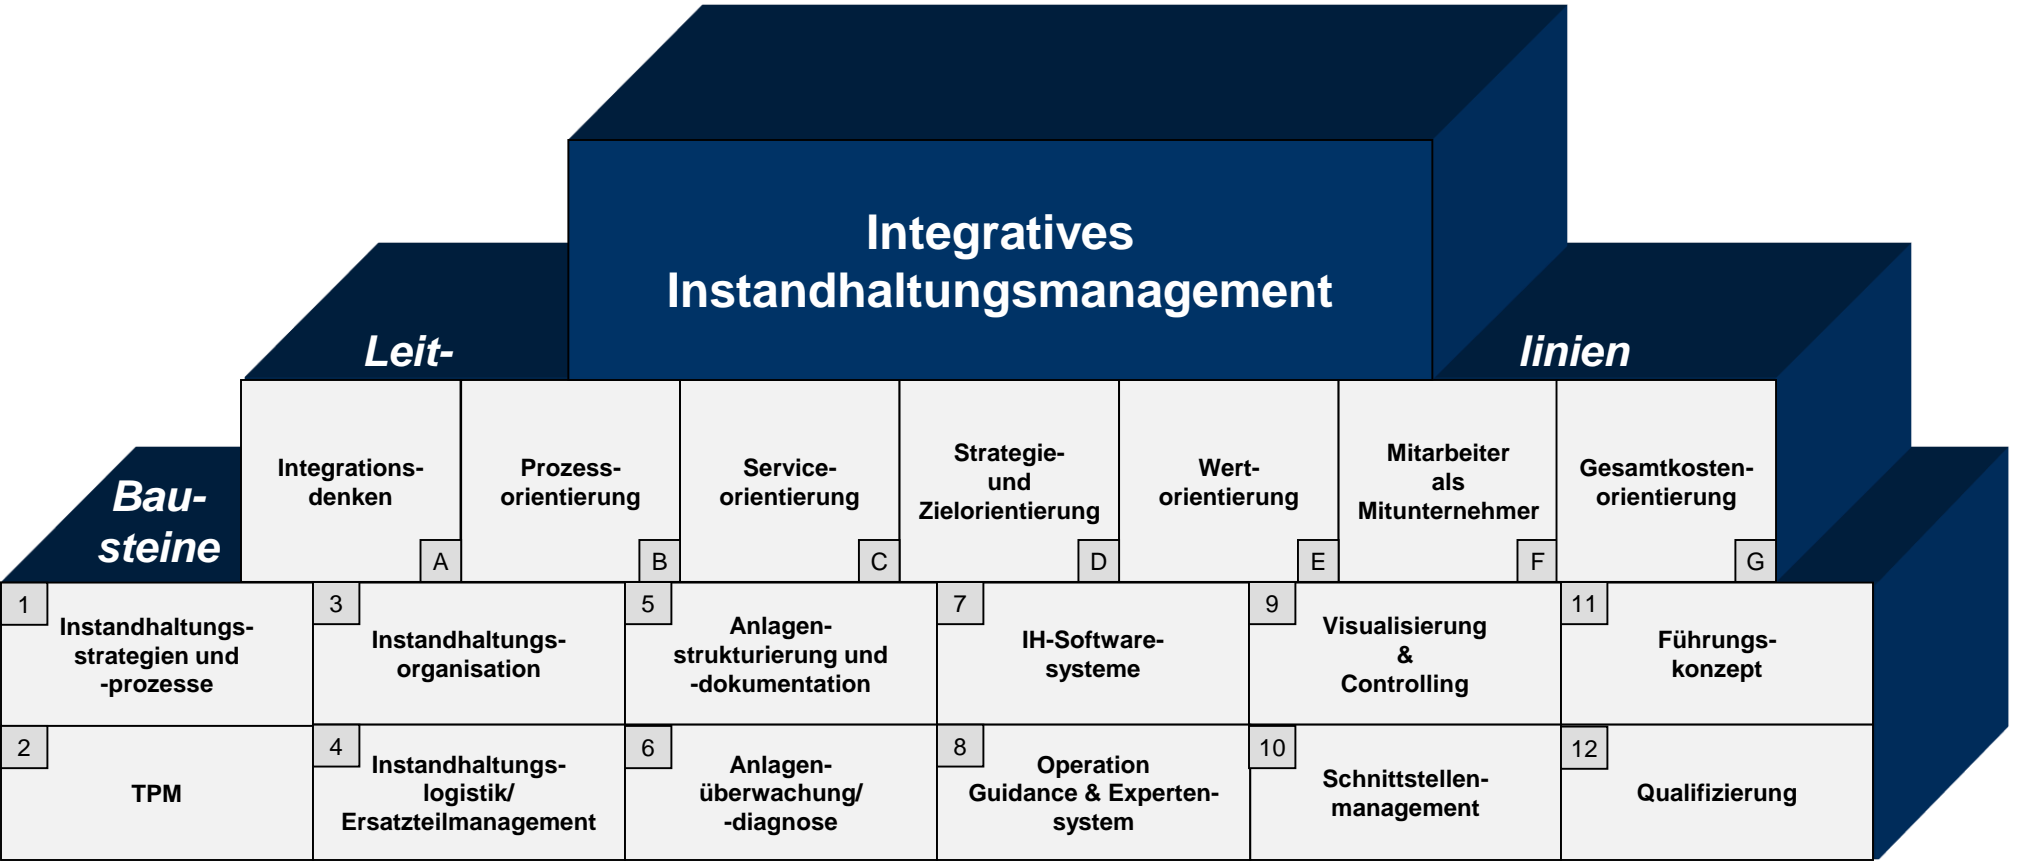 Integratives
Instandhaltungsmanagement
Leit-
linien
Integrations-
denken
A
Prozess-
orientierung
B
Service-
orientierung
C
Strategie-
und
Zielorientierung
D
Wert-
orientierung
E
Mitarbeiter
als
Mitunternehmer
F
Gesamtkosten-
orientierung
G
Bau-
steine
1
Instandhaltungs-
strategien und
-prozesse
3
Instandhaltungs-
organisation
5
Anlagen-
strukturierung und
-dokumentation
7
IH-Software-
systeme
9
Visualisierung
&
Controlling
11
Führungs-
konzept
2
TPM
4
Instandhaltungs-
logistik/
Ersatzteilmanagement
6
Anlagen-
überwachung/
-diagnose
8
Operation
Guidance & Experten-
system
10
Schnittstellen-
management
12
Qualifizierung